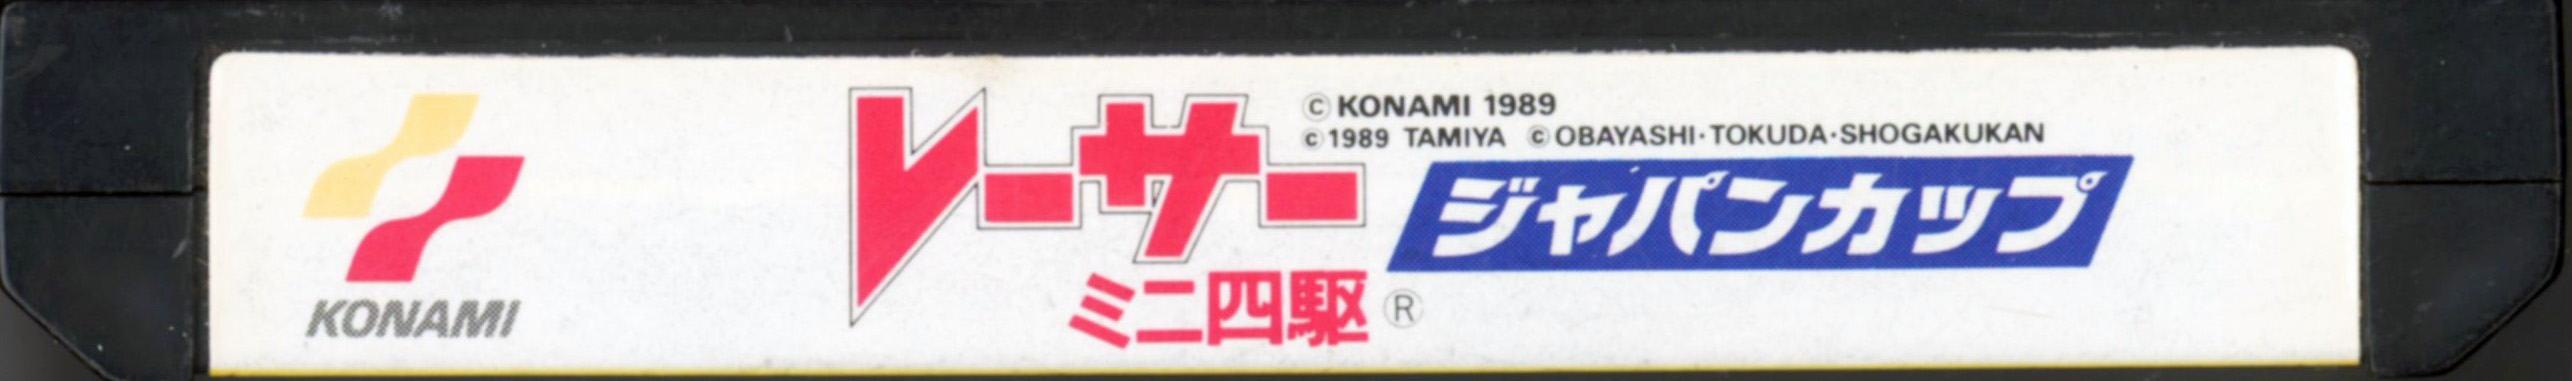 KONAMI
レーサー
ミニ四駆®
© KONAMI 1989
©1989 TAMIYA ©OBAYASHI・TOKUDA・SHOGAKUKAN
ジャパンカップ